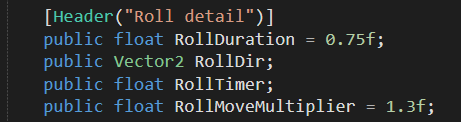 [Header("Roll detail")]
public float RollDuration = 0.75f;
public Vector2 RollDir;
public float RollTimer;
public float RollMoveMultiplier = 1.3f;